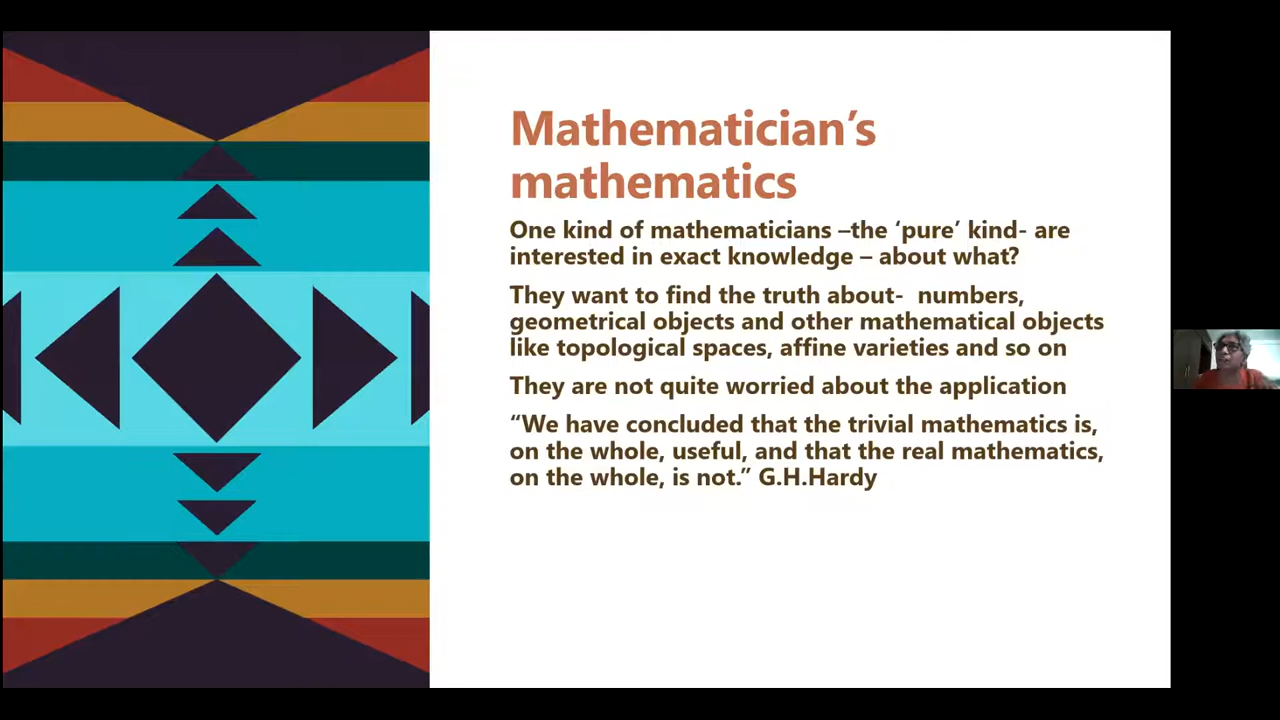 Mathematician’s
mathematics
One kind of mathematicians –the ‘pure’ kind- are
interested in exact knowledge – about what?
They want to find the truth about-  numbers,
geometrical objects and other mathematical objects
like topological spaces, affine varieties and so on
They are not quite worried about the application
“We have concluded that the trivial mathematics is,
on the whole, useful, and that the real mathematics,
on the whole, is not.” G.H.Hardy